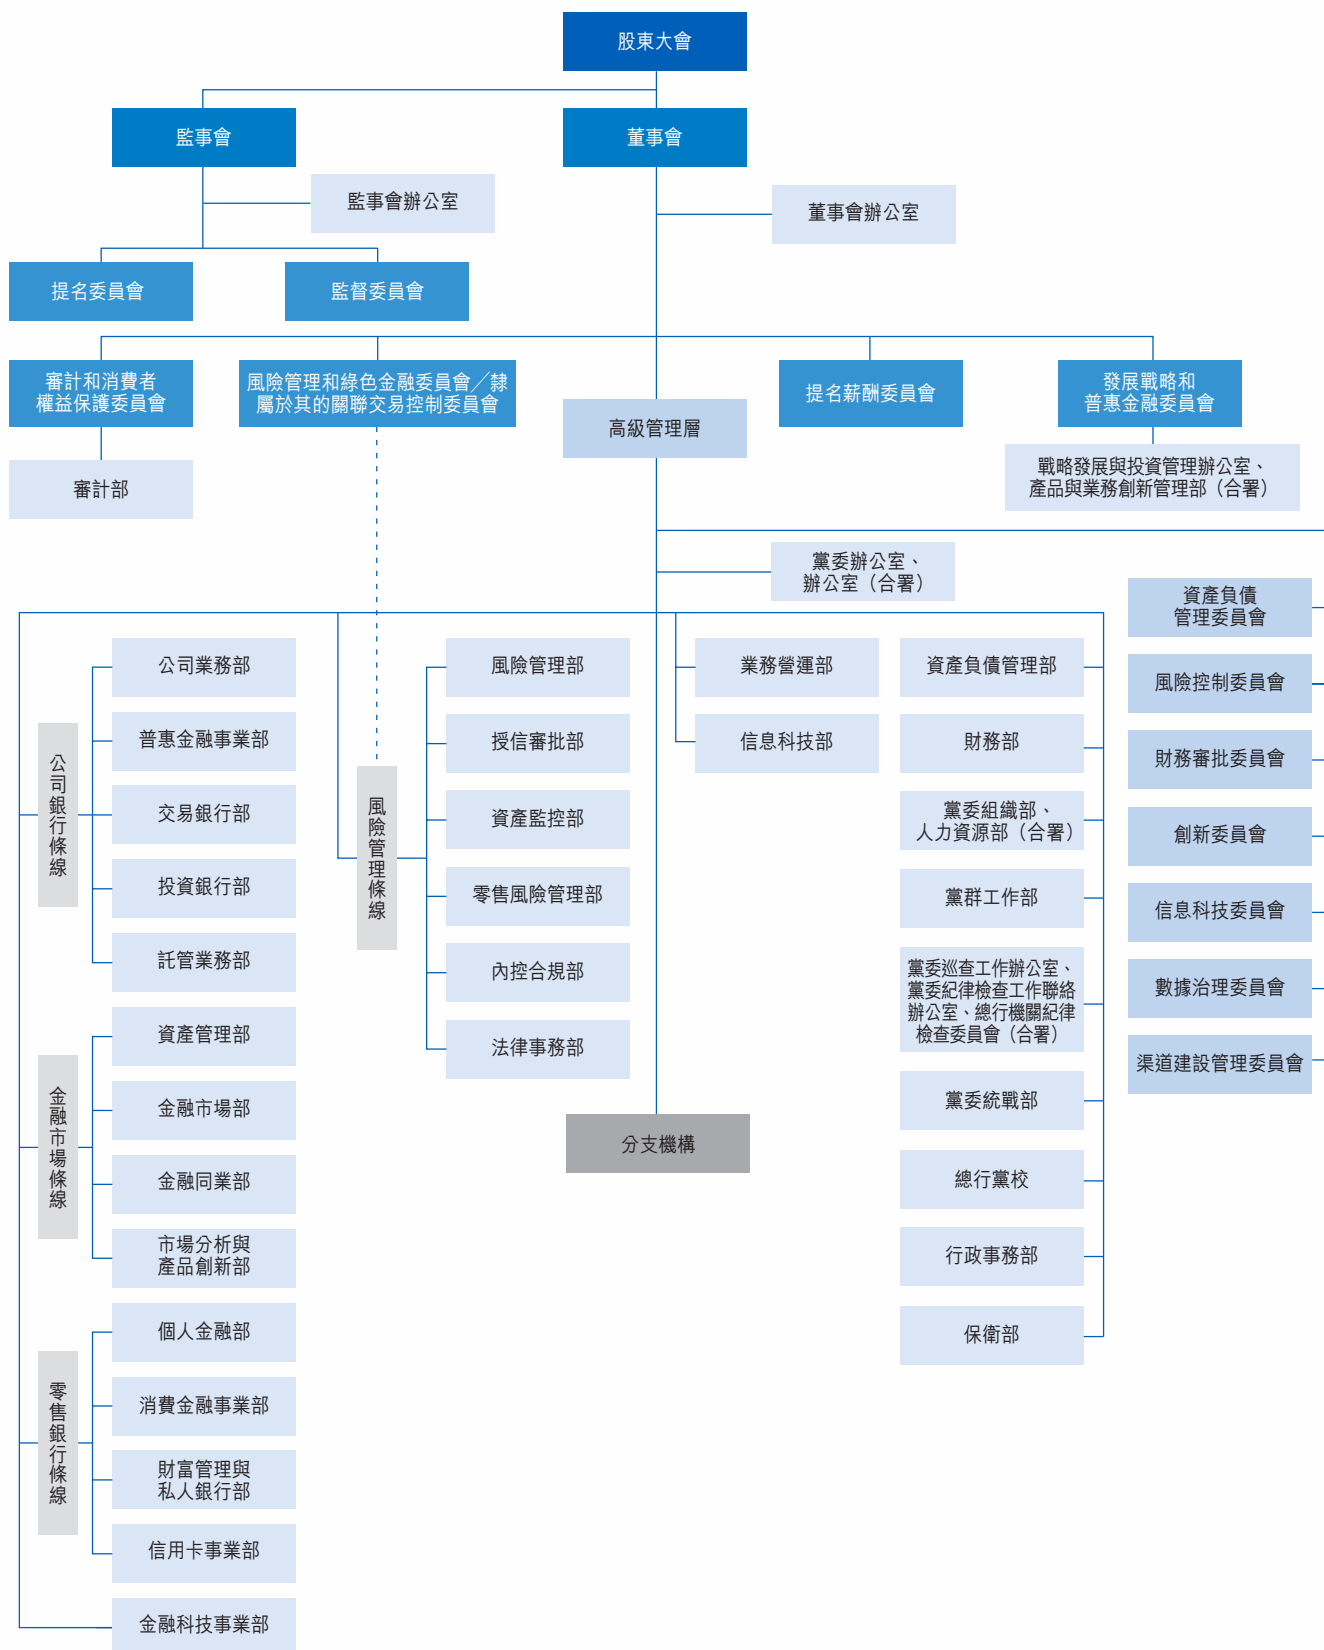 股東大會
監事會
董事會
監事會辦公室
董事會辦公室
提名委員會
監督委員會
審計和消費者
權益保護委員會
風險管理和綠色金融委員會╱隸
屬於其的關聯交易控制委員會
提名薪酬委員會
發展戰略和
普惠金融委員會
高級管理層
審計部
戰略發展與投資管理辦公室、
產品與業務創新管理部（合署）
黨委辦公室、
辦公室（合署）
公司銀行條線
公司業務部
普惠金融事業部
交易銀行部
投資銀行部
託管業務部
金融市場條線
資產管理部
金融市場部
金融同業部
市場分析與
產品創新部
零售銀行條線
個人金融部
消費金融事業部
財富管理與
私人銀行部
信用卡事業部
金融科技事業部
風險管理條線
風險管理部
授信審批部
資產監控部
零售風險管理部
內控合規部
法律事務部
分支機構
業務營運部
信息科技部
資產負債管理部
財務部
黨委組織部、
人力資源部（合署）
黨群工作部
黨委巡查工作辦公室、
黨委紀律檢查工作聯絡
辦公室、總行機關紀律
檢查委員會（合署）
黨委統戰部
總行黨校
行政事務部
保衛部
資產負債
管理委員會
風險控制委員會
財務審批委員會
創新委員會
信息科技委員會
數據治理委員會
渠道建設管理委員會